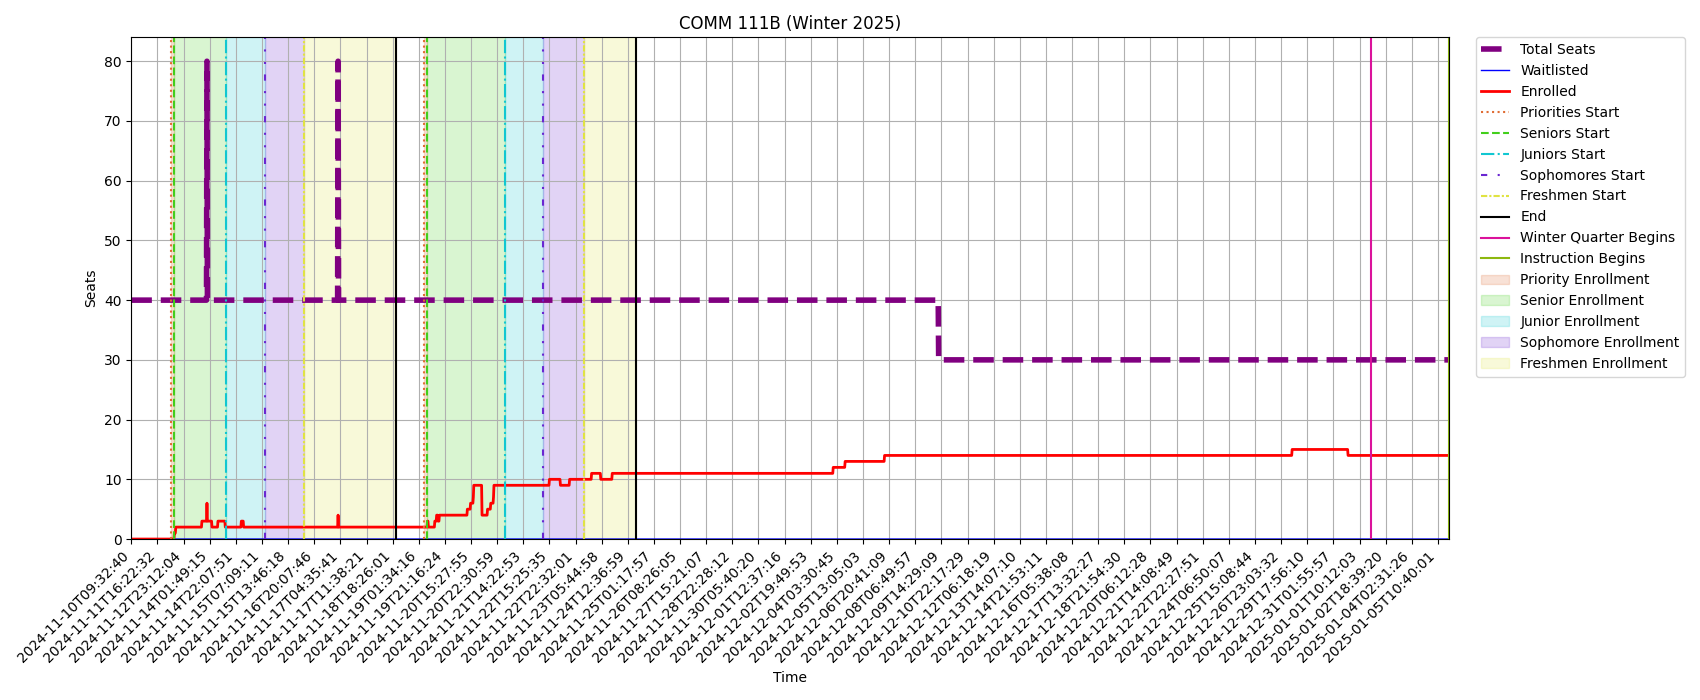 COMM 111B (Winter 2025)
Seats
80
70
60
50
40
30
20
10
0
2024-11-10T09:32:40
2024-11-11T16:22:32
2024-11-12T23:12:04
2024-11-14T01:49:15
2024-11-14T22:07:51
2024-11-15T07:09:11
2024-11-15T13:46:18
2024-11-16T20:07:46
2024-11-17T04:35:41
2024-11-17T11:38:21
2024-11-18T18:26:01
2024-11-19T01:34:16
2024-11-19T21:16:24
2024-11-20T15:27:55
2024-11-20T22:30:59
2024-11-21T14:22:53
2024-11-22T15:25:35
2024-11-22T22:32:01
2024-11-23T05:44:58
2024-11-24T12:36:59
2024-11-25T01:17:57
2024-11-26T08:26:05
2024-11-27T15:21:07
2024-11-28T22:28:12
2024-11-30T05:40:20
2024-12-01T12:37:16
2024-12-02T19:49:53
2024-12-04T03:30:45
2024-12-05T13:05:03
2024-12-06T20:41:09
2024-12-08T06:49:57
2024-12-09T14:29:09
2024-12-10T22:17:29
2024-12-12T06:18:19
2024-12-13T14:07:10
2024-12-14T21:53:11
2024-12-16T05:38:08
2024-12-17T13:32:27
2024-12-18T21:54:30
2024-12-20T06:12:28
2024-12-21T14:08:49
2024-12-22T22:27:51
2024-12-24T06:50:07
2024-12-25T15:08:44
2024-12-26T23:03:32
2024-12-29T17:56:10
2024-12-31T01:55:57
2025-01-01T10:12:03
2025-01-02T18:39:20
2025-01-04T02:31:26
2025-01-05T10:40:01
Time
Total Seats
Waitlisted
Enrolled
Priorities Start
Seniors Start
Juniors Start
Sophomores Start
Freshmen Start
End
Winter Quarter Begins
Instruction Begins
Priority Enrollment
Senior Enrollment
Junior Enrollment
Sophomore Enrollment
Freshmen Enrollment